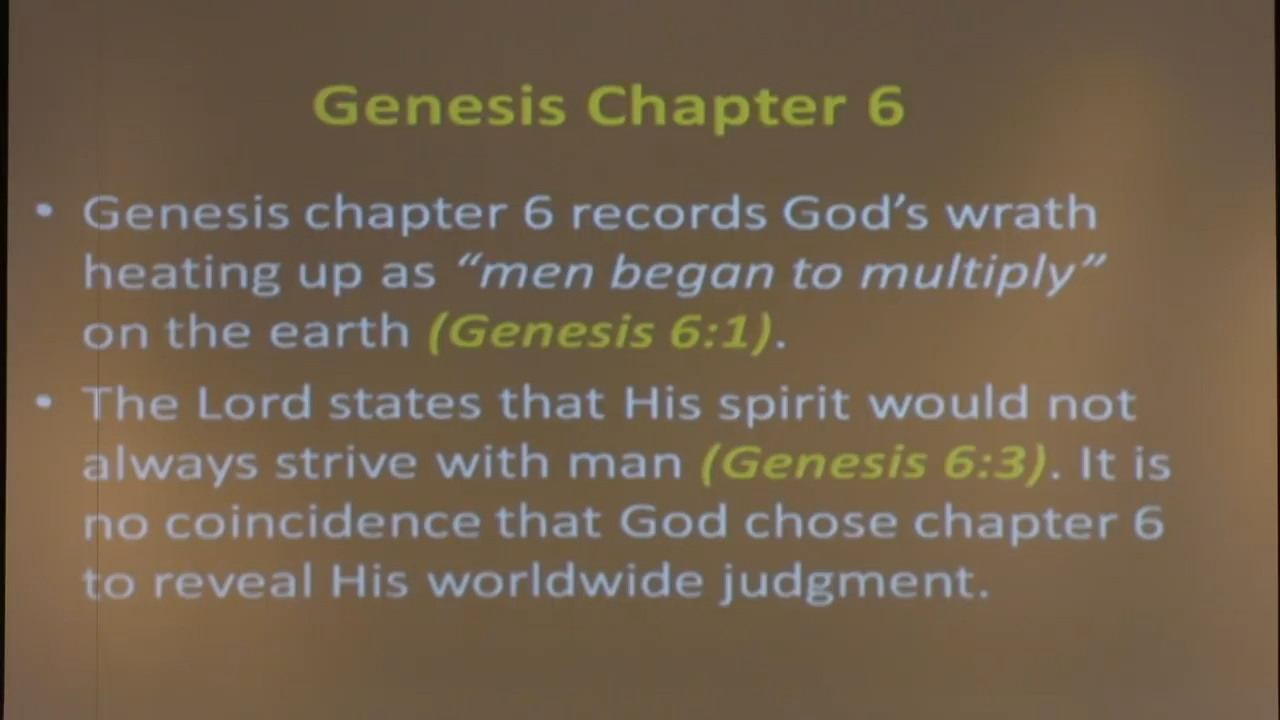 Genesis Chapter 6
• Genesis chapter 6 records God's wrath
heating up as “men began to multiply”
on the earth (Genesis 6:1).
• The Lord states that His spirit would not
always strive with man (Genesis 6:3). It is
no coincidence that God chose chapter 6
to reveal His worldwide judgment.